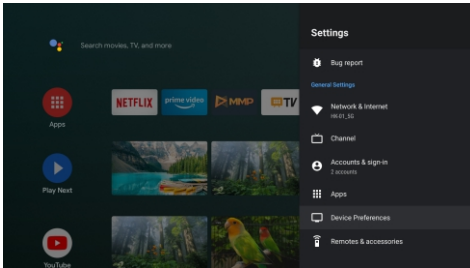 Search movies, TV, and more
Apps
NETFLIX
prime video
MMP
TV
Play Next
YouTube
Settings
Bug report
General Settings
Network & Internet
Channel
Accounts & sign-in
2 accounts
Apps
Device Preferences
Remotes & accessories